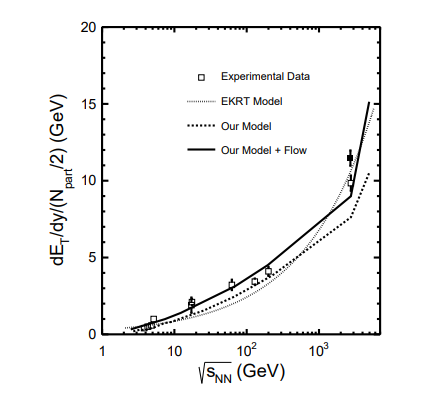 20
15
10
5
0
dE_T/dy/(N_part/2) (GeV)
Experimental Data
EKRT Model
Our Model
Our Model + Flow
1 10 10² 10³
√s_NN (GeV)